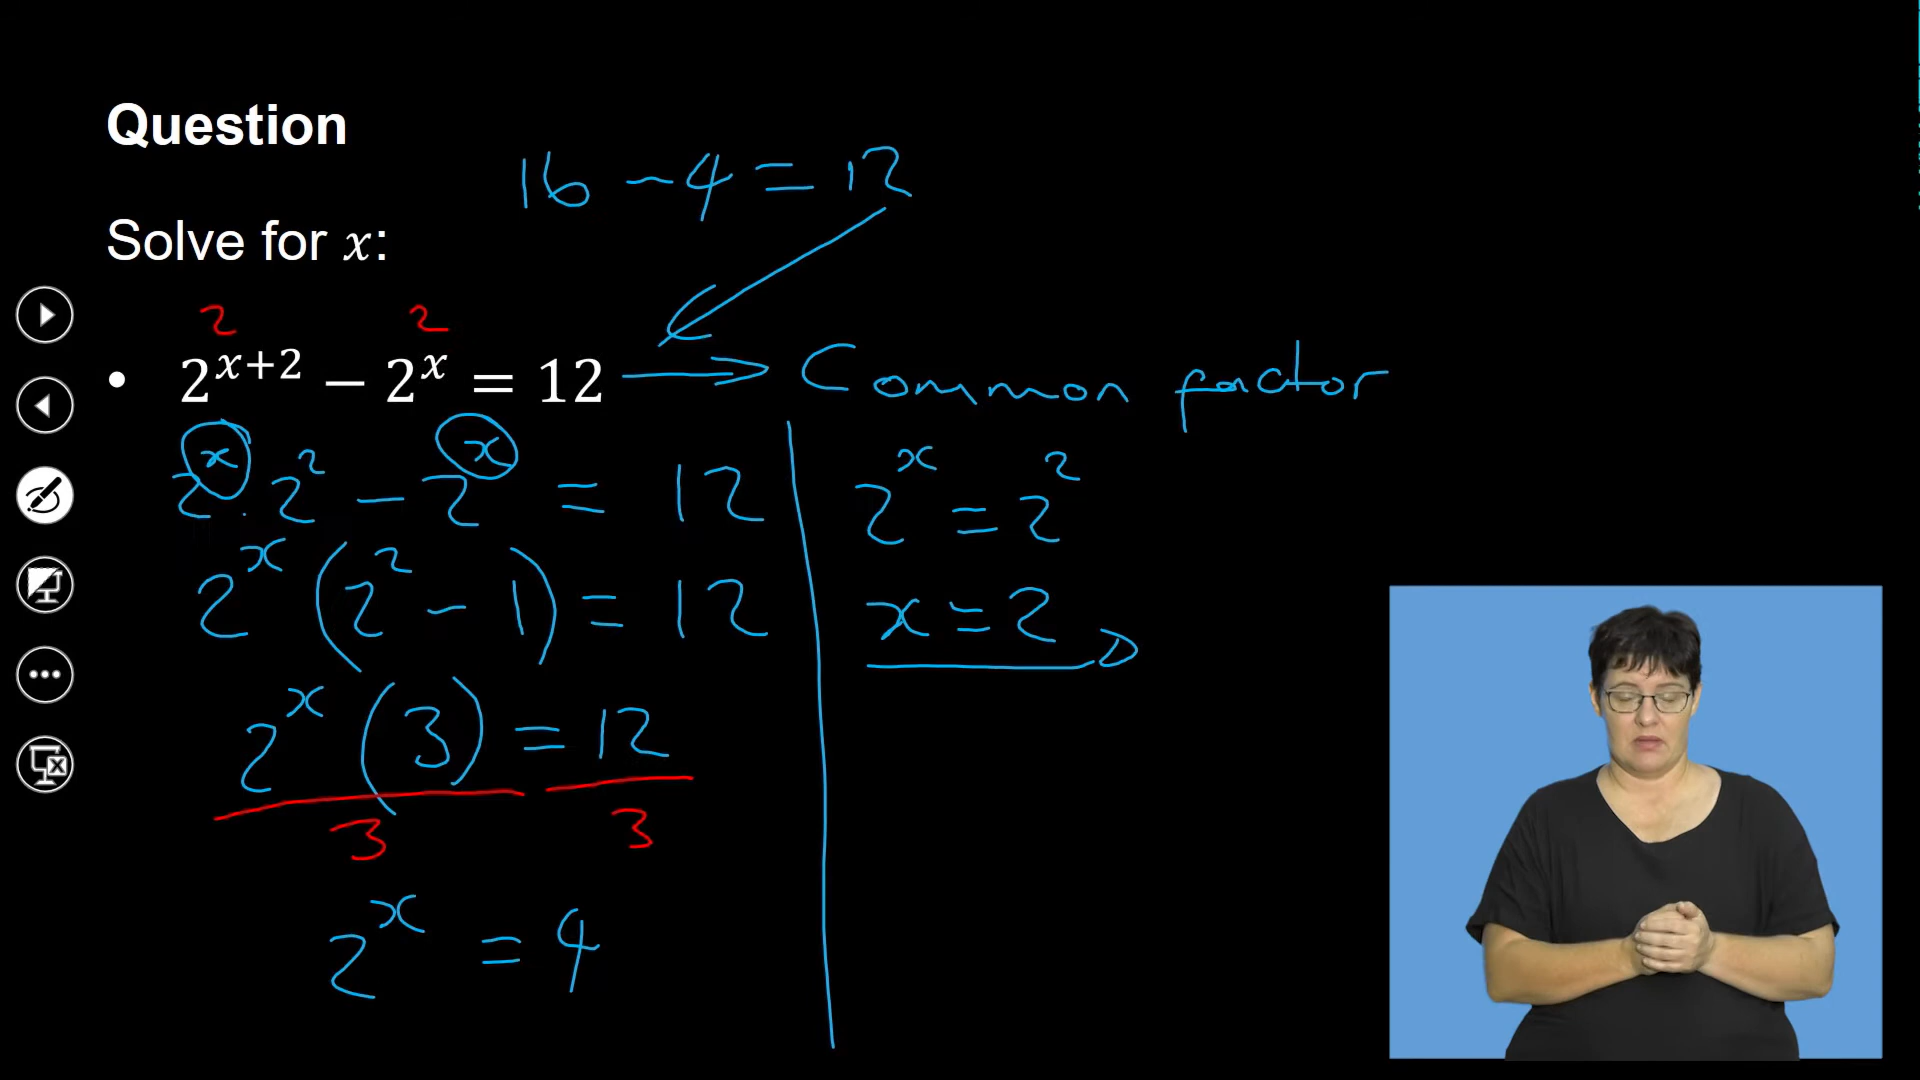 Question
16 - 4 = 12
Solve for x:
2 2
• 2^{x+2} − 2^x = 12 → Common factor
2^x . 2^2 - 2^x = 12
2^x (2^2 - 1) = 12
2^x (3) = 12
3 3
2^x = 4
2^x = 2^2
x = 2